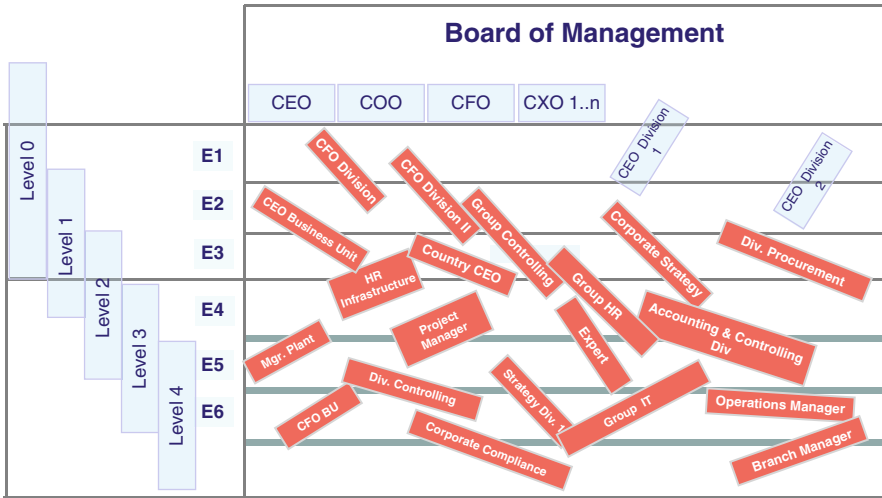 Board of Management
CEO
COO
CFO
CXO 1..n
Level 0
Level 1
Level 2
Level 3
Level 4
E1
E2
E3
E4
E5
E6
CEO Division
1
CEO Division
2
CFO Division
CFO Division II
CEO Business Unit
Group Controlling
Corporate Strategy
Div. Procurement
Country CEO
HR
Infrastructure
Group HR
Project
Manager
Expert
Accounting & Controlling
Div
Mgr. Plant
Div. Controlling
Strategy Div. 1
Group IT
Operations Manager
CFO BU
Corporate Compliance
Branch Manager